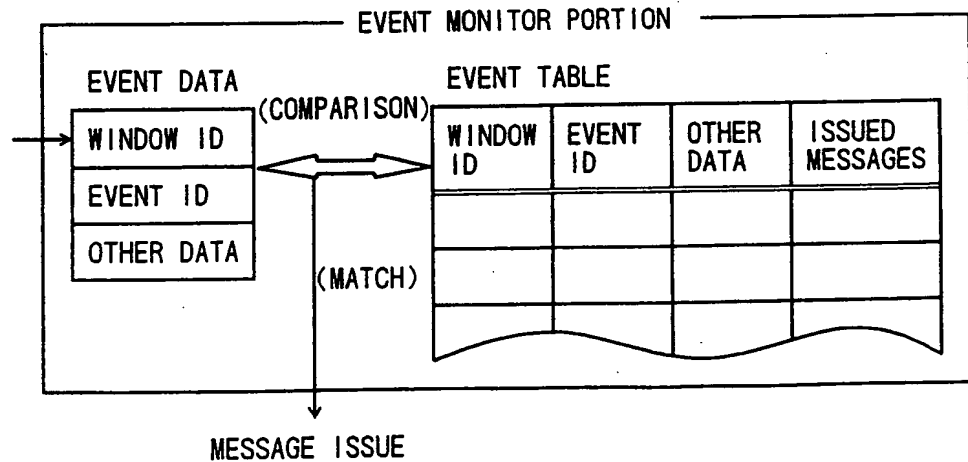 EVENT MONITOR PORTION
EVENT DATA
WINDOW ID
EVENT ID
OTHER DATA
(COMPARISON)
(MATCH)
EVENT TABLE
WINDOW ID
EVENT ID
OTHER DATA
ISSUED MESSAGES
MESSAGE ISSUE